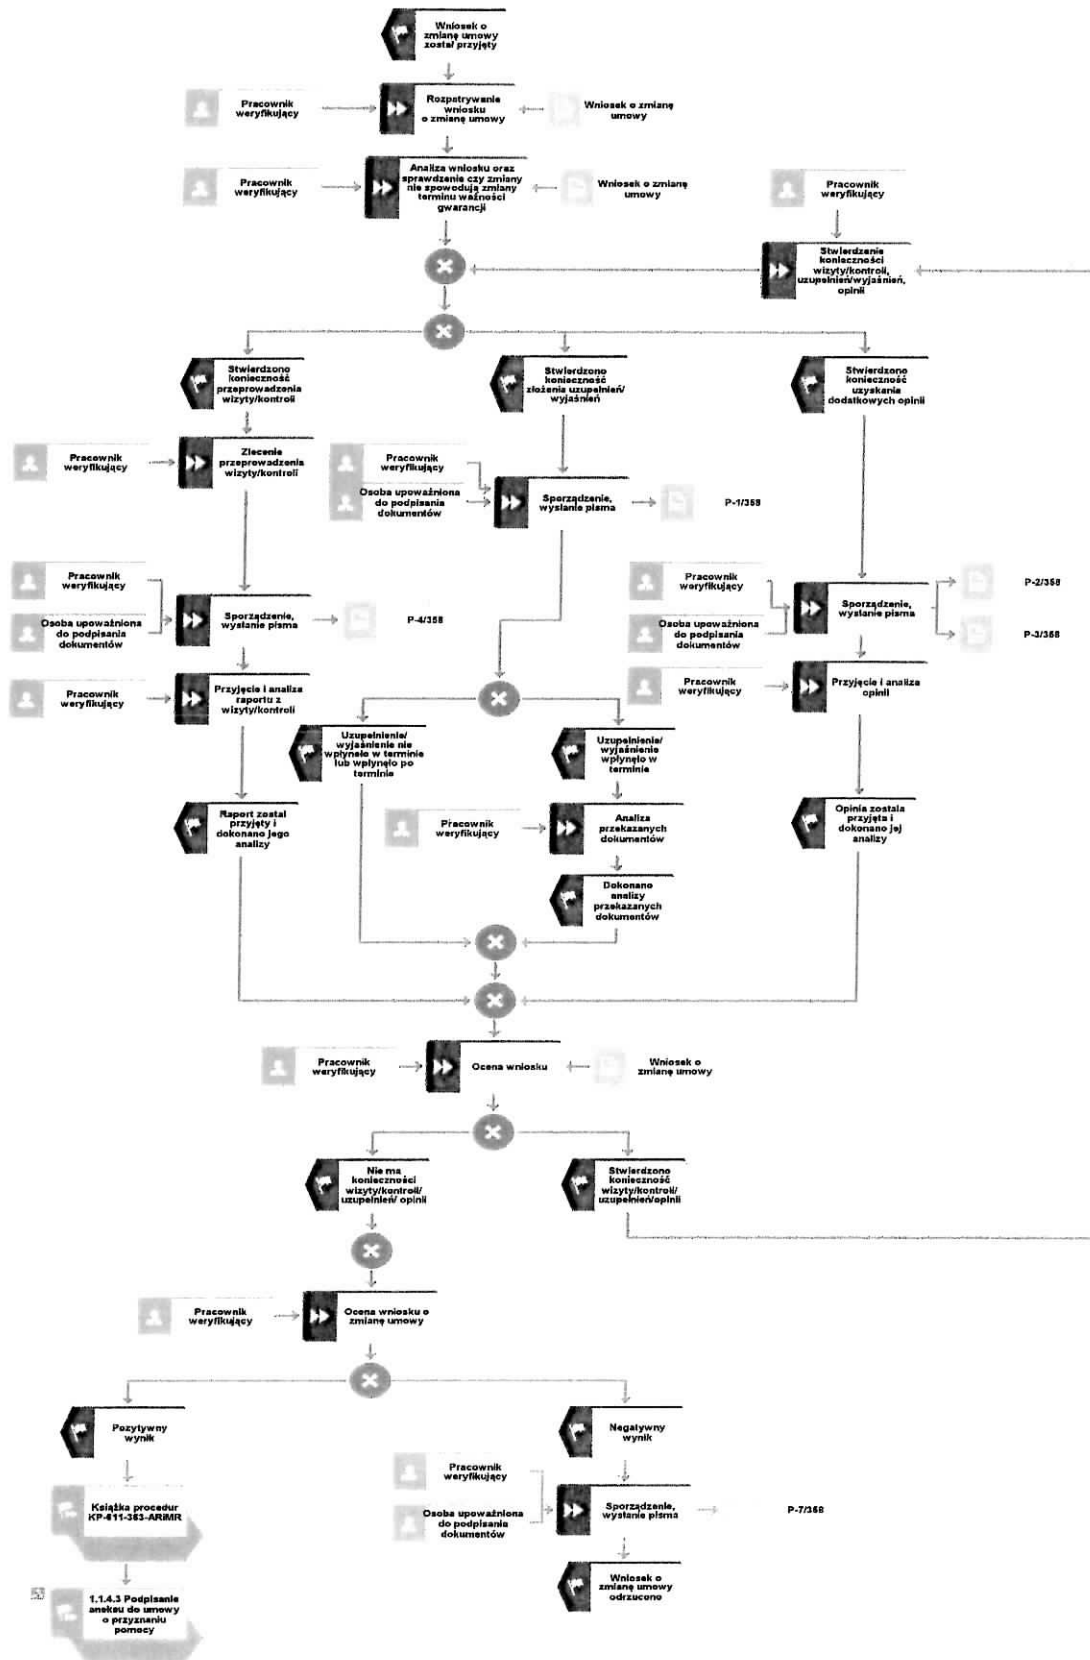 Wniosek o
zmianę umowy
został przyjęty
Pracownik
weryfikujący
Rozpatrywanie
wniosku
o zmianę umowy
Wniosek o zmianę
umowy
Pracownik
weryfikujący
Analiza wniosku oraz
sprawdzenie czy zmiany
nie spowodują zmiany
terminu ważności
gwarancji
Wniosek o zmianę
umowy
Pracownik
weryfikujący
Stwierdzenie
konieczności
wizyty/kontroli,
uzupełnień/wyjaśnień,
opinii
Stwierdzono
konieczność
przeprowadzenia
wizyty/kontroli
Stwierdzono
konieczność
złożenia uzupełnień/
wyjaśnień
Stwierdzono
konieczność
uzyskania
dodatkowych opinii
Pracownik
weryfikujący
Zlecenie
przeprowadzenia
wizyty/kontroli
Pracownik
weryfikujący
Osoba upoważniona
do podpisania
dokumentów
Sporządzenie,
wysłanie pisma
P-1/358
Pracownik
weryfikujący
Osoba upoważniona
do podpisania
dokumentów
Sporządzenie,
wysłanie pisma
P-4/358
Pracownik
weryfikujący
Osoba upoważniona
do podpisania
dokumentów
Sporządzenie,
wysłanie pisma
P-2/358
P-3/358
Pracownik
weryfikujący
Przyjęcie i analiza
raportu z
wizyty/kontroli
Pracownik
weryfikujący
Przyjęcie i analiza
opinii
Uzupełnienie/
wyjaśnienie nie
wpłynęło w terminie
lub wpłynęło po
terminie
Uzupełnienie/
wyjaśnienie
wpłynęło w
terminie
Raport został
przyjęty i
dokonano jego
analizy
Pracownik
weryfikujący
Analiza
przekazanych
dokumentów
Opinia została
przyjęta i
dokonano jej
analizy
Dokonano
analizy
przekazanych
dokumentów
Pracownik
weryfikujący
Ocena wniosku
Wniosek o
zmianę umowy
Nie ma
konieczności
wizyty/kontroli/
uzupełnień/ opinii
Stwierdzono
konieczność
wizyty/kontroli/
uzupełnień/opinii
Pracownik
weryfikujący
Ocena wniosku o
zmianę umowy
Pozytywny
wynik
Negatywny
wynik
Książka procedur
KP-611-353-ARiMR
Pracownik
weryfikujący
Osoba upoważniona
do podpisania
dokumentów
Sporządzenie,
wysłanie pisma
P-7/358
1.1.4.3 Podpisanie
aneksu do umowy
o przyznaniu
pomocy
Wniosek o
zmianę umowy
odrzucono